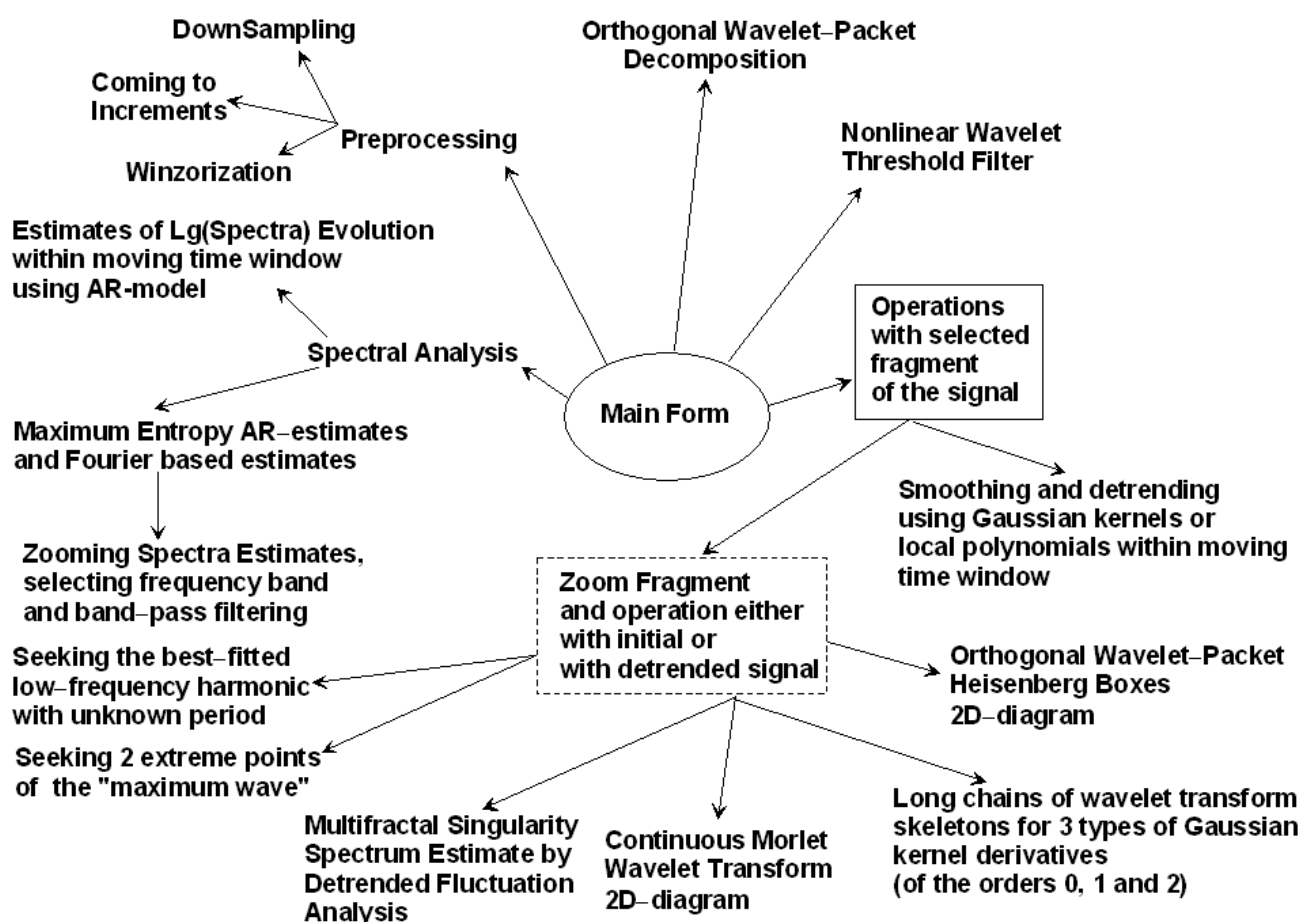 DownSampling
Coming to
Increments
Winzorization
Preprocessing
Orthogonal Wavelet–Packet
Decomposition
Nonlinear Wavelet
Threshold Filter
Estimates of Lg(Spectra) Evolution
within moving time window
using AR-model
Spectral Analysis
Main Form
Operations
with selected
fragment
of the signal
Maximum Entropy AR–estimates
and Fourier based estimates
Smoothing and detrending
using Gaussian kernels or
local polynomials within moving
time window
Zooming Spectra Estimates,
selecting frequency band
and band–pass filtering
Zoom Fragment
and operation either
with initial or
with detrended signal
Seeking the best–fitted
low–frequency harmonic
with unknown period
Orthogonal Wavelet–Packet
Heisenberg Boxes
2D–diagram
Seeking 2 extreme points
of the "maximum wave"
Multifractal Singularity
Spectrum Estimate by
Detrended Fluctuation
Analysis
Continuous Morlet
Wavelet Transform
2D–diagram
Long chains of wavelet transform
skeletons for 3 types of Gaussian
kernel derivatives
(of the orders 0, 1 and 2)